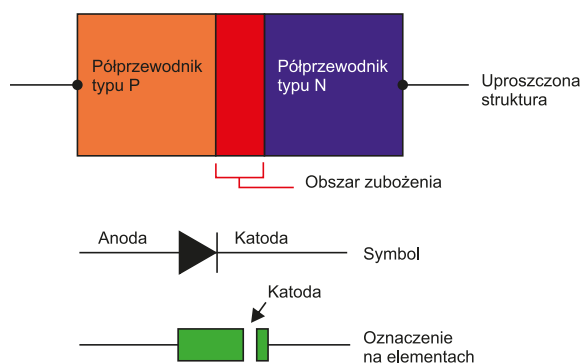 Półprzewodnik
typu P
Półprzewodnik
typu N
Uproszczona
struktura
Obszar zubożenia
Anoda
Katoda
Symbol
Katoda
Oznaczenie
na elementach